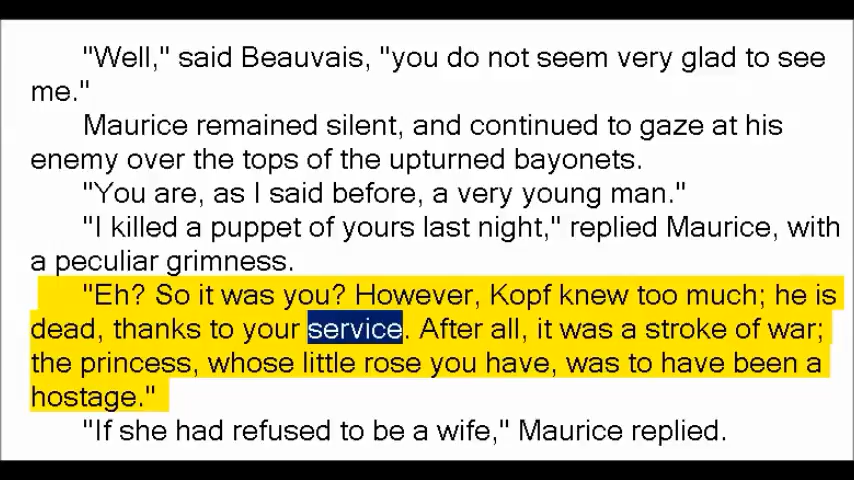 "Well," said Beauvais, "you do not seem very glad to see
me."
Maurice remained silent, and continued to gaze at his
enemy over the tops of the upturned bayonets.
"You are, as I said before, a very young man."
"I killed a puppet of yours last night," replied Maurice, with
a peculiar grimness.
"Eh? So it was you? However, Kopf knew too much; he is
dead, thanks to your service. After all, it was a stroke of war;
the princess, whose little rose you have, was to have been a
hostage."
"If she had refused to be a wife," Maurice replied.